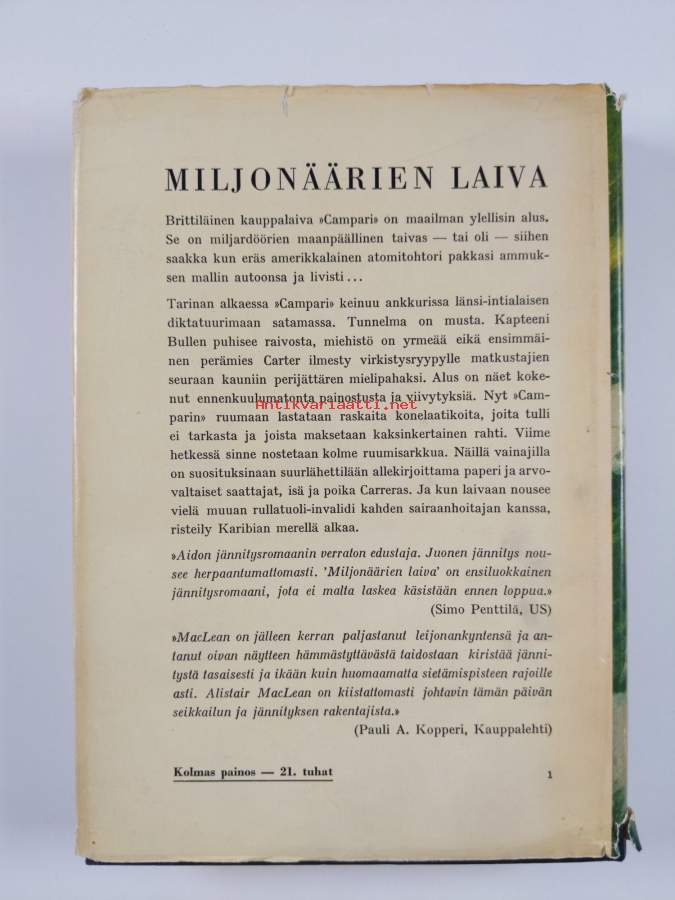 MILJONÄÄRIEN LAIVA
Brittiläinen kauppalaiva »Campari» on maailman ylellisin alus.
Se on miljardöörien maanpäällinen taivas — tai oli — siihen
saakka kun eräs amerikkalainen atomitohtori pakkasi ammuk-
sen mallin autoonsa ja livisti...
Tarinan alkaessa »Campari» keinuu ankkurissa länsi-intialaisen
diktatuurimaan satamassa. Tunnelma on musta. Kapteeni
Bullen puhisee raivosta, miehistö on yrmeää eikä ensimmäi-
nen perämies Carter ilmesty virkistysryypylle matkustajien
seuraan kauniin perijättären mielipahaksi. Alus on näet koke-
nut ennenkuulumatonta painostusta ja viivytyksiä. Nyt »Cam-
Antikvariaatti.net
parin» ruumaan lastataan raskaita konelaatikoita, joita tulli
ei tarkasta ja joista maksetaan kaksinkertainen rahti. Viime
hetkessä sinne nostetaan kolme ruumisarkkua. Näillä vainajilla
on suosituksinaan suurlähettilään allekirjoittama paperi ja arvo-
valtaiset saattajat, isä ja poika Carreras. Ja kun laivaan nousee
vielä muuan rullatuoli-invalidi kahden sairaanhoitajan kanssa,
risteily Karibian merellä alkaa.
»Aidon jännitysromaanin verraton edustaja. Juonen jännitys nou-
see herpaantumattomasti. 'Miljonäärien laiva' on ensiluokkainen
jännitysromaani, jota ei malta laskea käsistään ennen loppua.»
(Simo Penttilä, US)
»MacLean on jälleen kerran paljastanut leijonankyntensä ja an-
tanut oivan näytteen hämmästyttävästä taidostaan kiristää jänni-
tystä tasaisesti ja ikään kuin huomaamatta sietämispisteen rajoille
asti. Alistair MacLean on kiistattomasti johtavin tämän päivän
seikkailun ja jännityksen rakentajista.»
(Pauli A. Kopperi, Kauppalehti)
Kolmas painos — 21. tuhat 1